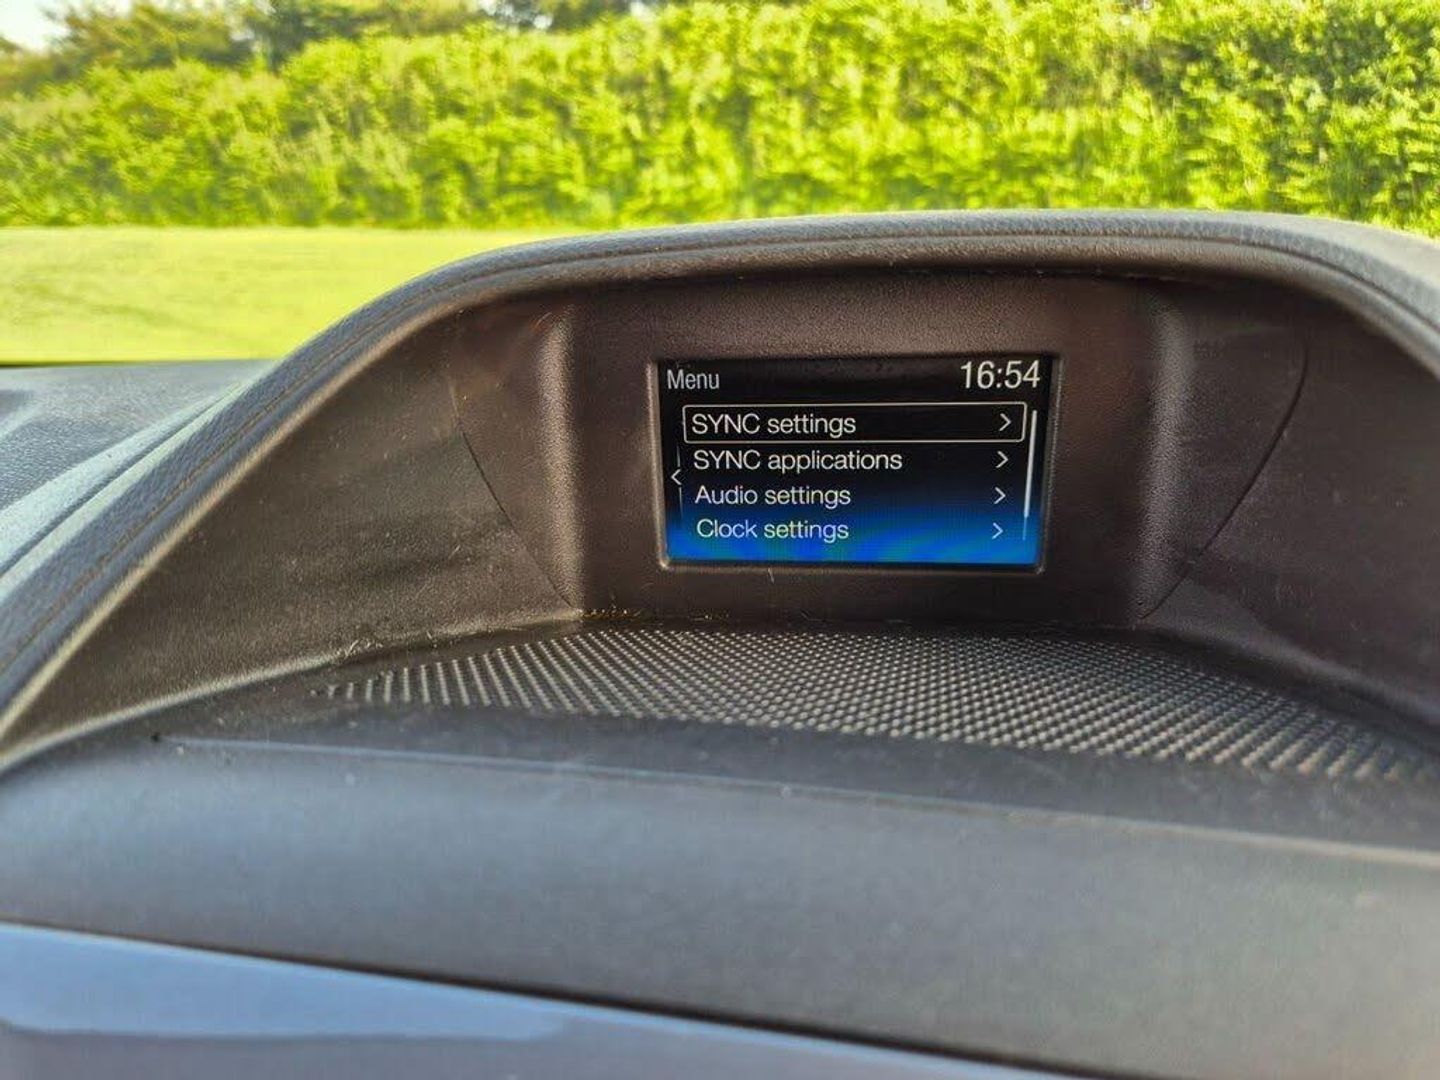 Menu 16:54
SYNC settings
SYNC applications
Audio settings
Clock settings